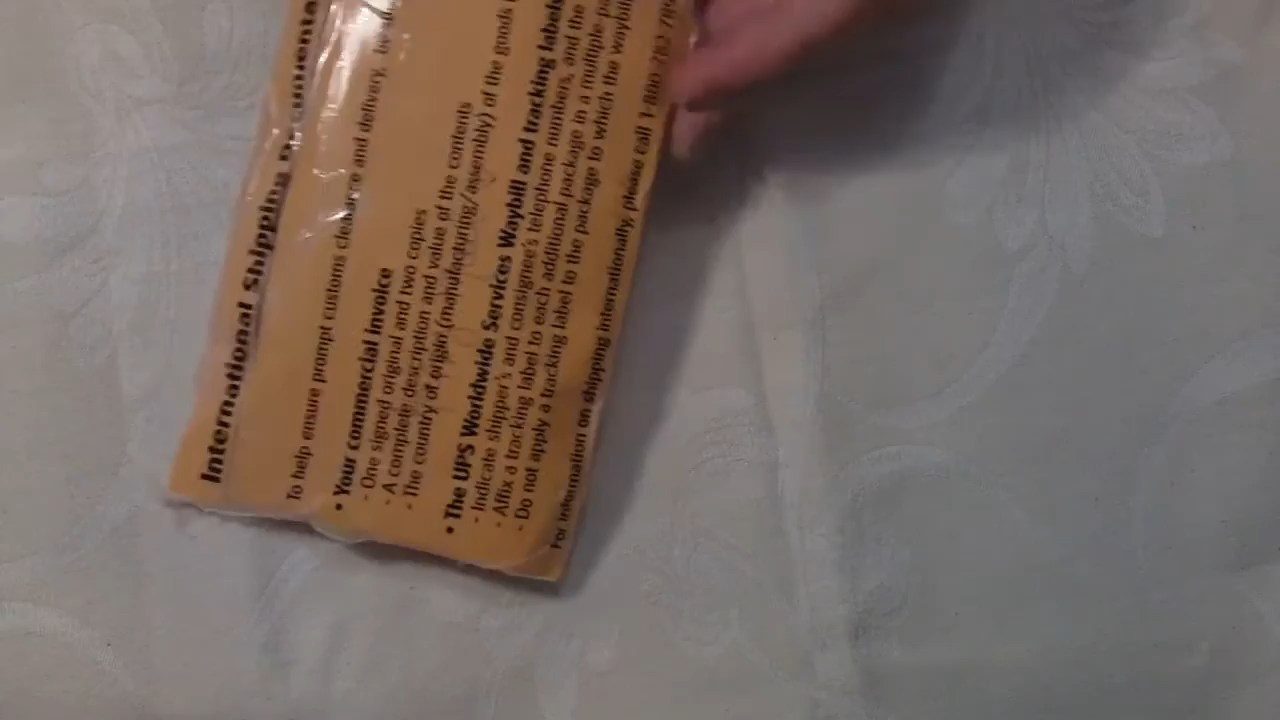 International Shipping Documenta
To help ensure prompt customs clearance and delivery,
• Your commercial invoice
- One signed original and two copies
- A complete description and value of the contents
- The country of origin (manufacturing/assembly) of the goods
• The UPS Worldwide Services Waybill and tracking labels
- Indicate shipper's and consignee's telephone numbers, and the
- Affix a tracking label to each additional package in a multiple-pa
- Do not apply a tracking label to the package to which the waybill
For information on shipping internationally, please call 1-800-782-789